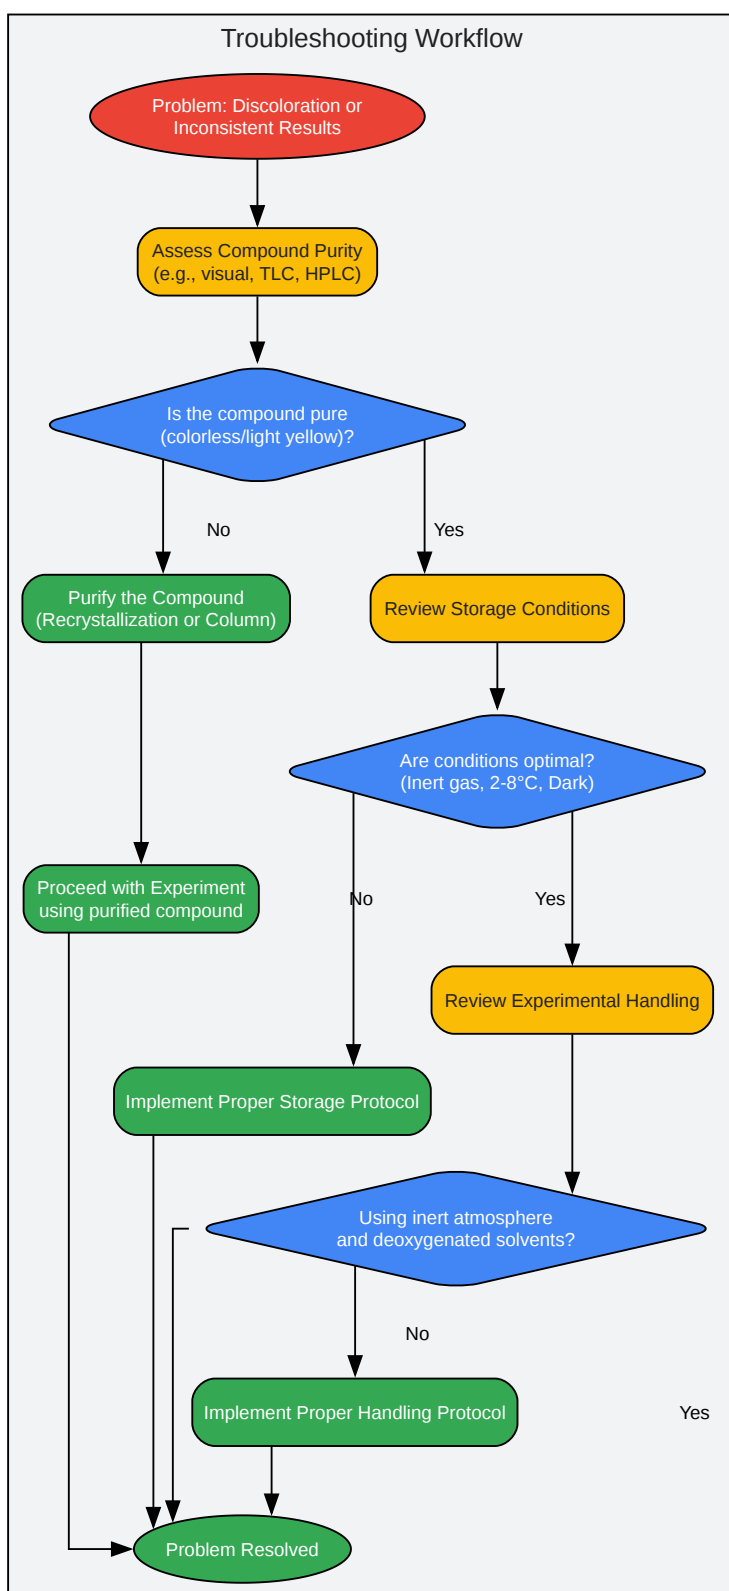 Troubleshooting Workflow
Problem: Discoloration or
Inconsistent Results
Assess Compound Purity
(e.g., visual, TLC, HPLC)
Is the compound pure
(colorless/light yellow)?
No
Yes
Purify the Compound
(Recrystallization or Column)
Review Storage Conditions
Are conditions optimal?
(Inert gas, 2-8°C, Dark)
Proceed with Experiment
using purified compound
No
Yes
Review Experimental Handling
Implement Proper Storage Protocol
Using inert atmosphere
and deoxygenated solvents?
No
Implement Proper Handling Protocol
Yes
Problem Resolved